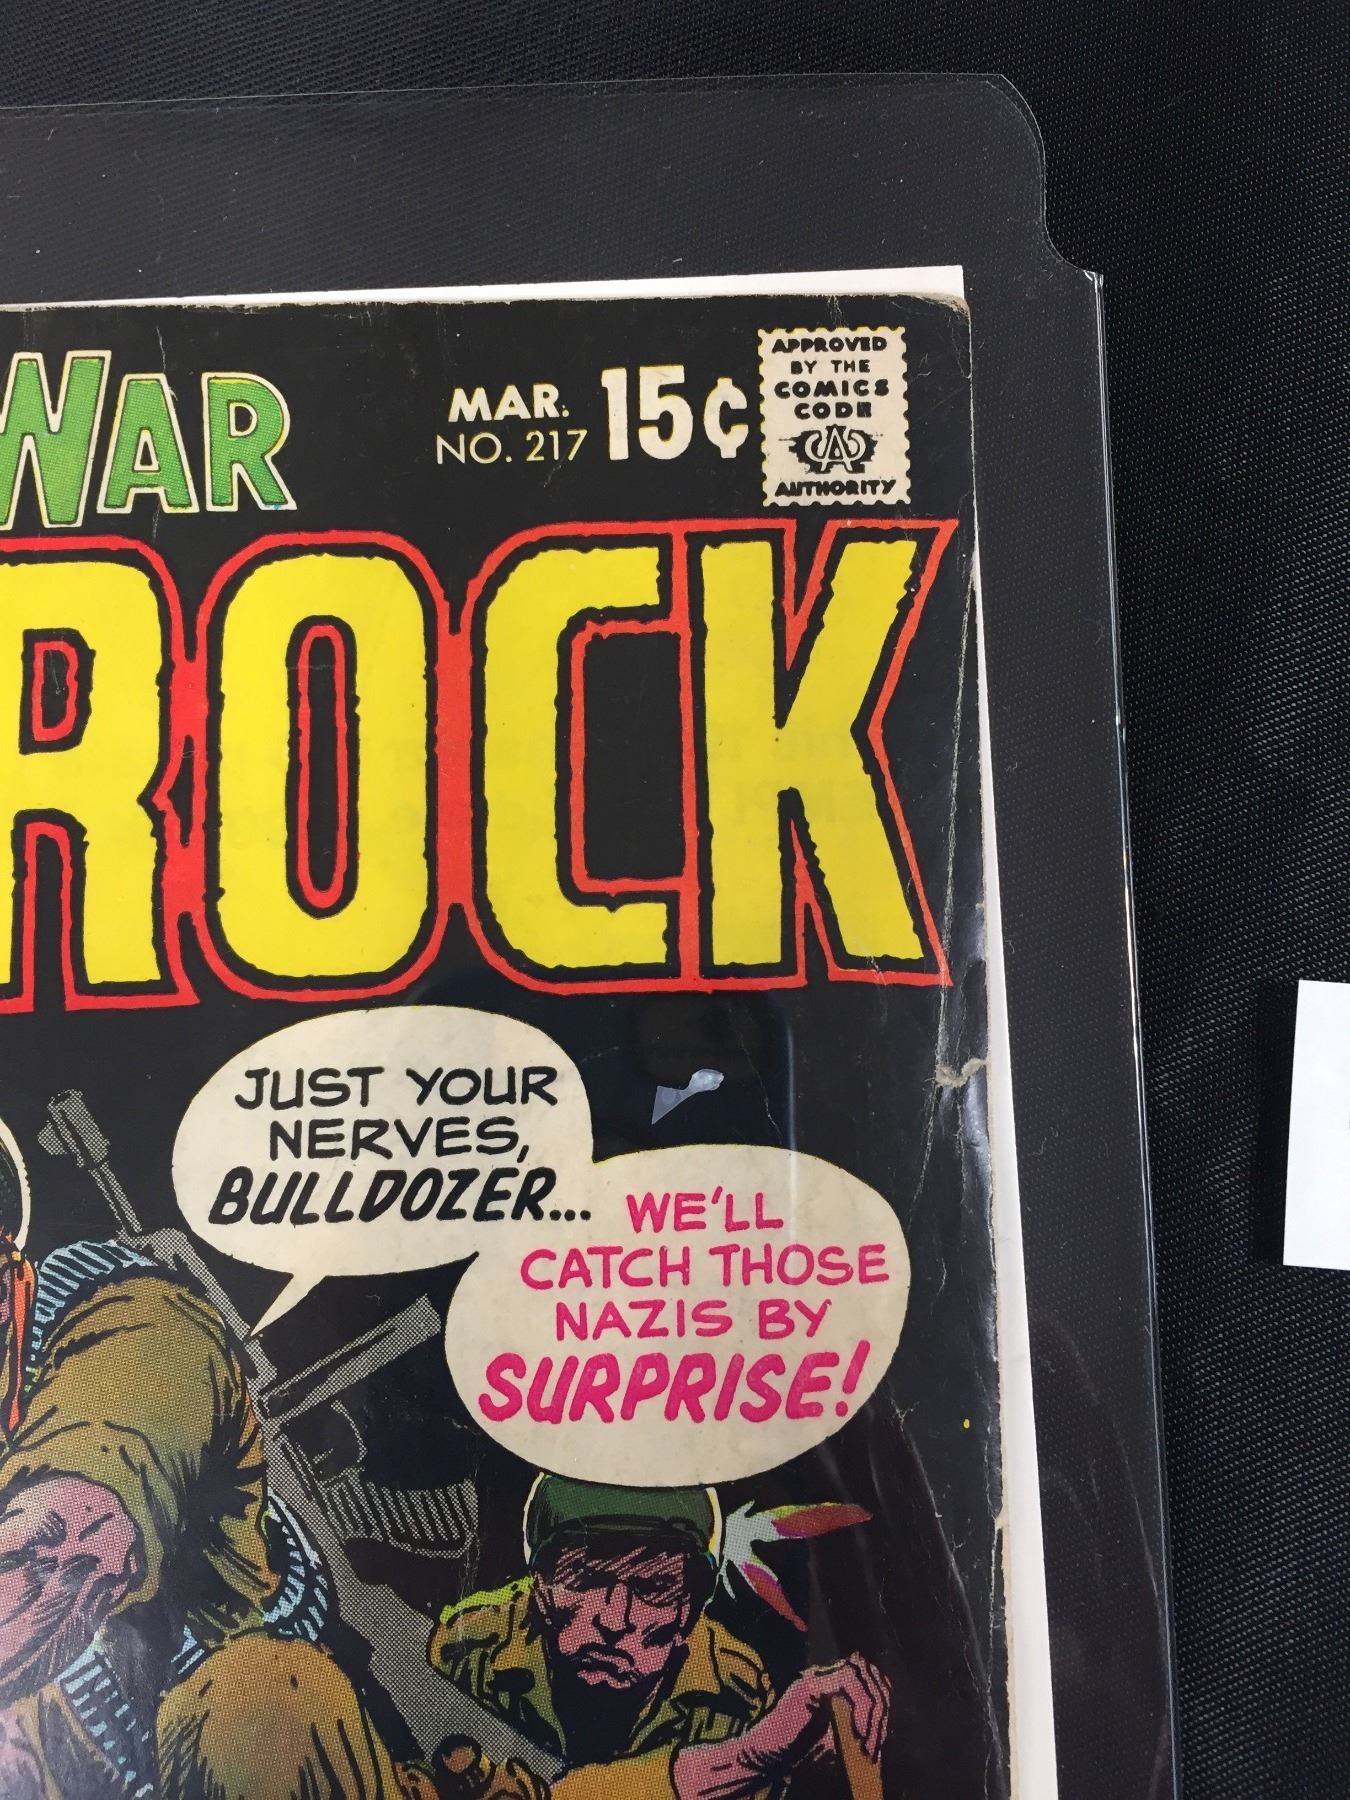 WAR
MAR.
NO. 217
15¢
APPROVED
BY THE
COMICS
CODE
CA
AUTHORITY
ROCK
JUST YOUR
NERVES,
BULLDOZER...
WE'LL
CATCH THOSE
NAZIS BY
SURPRISE!